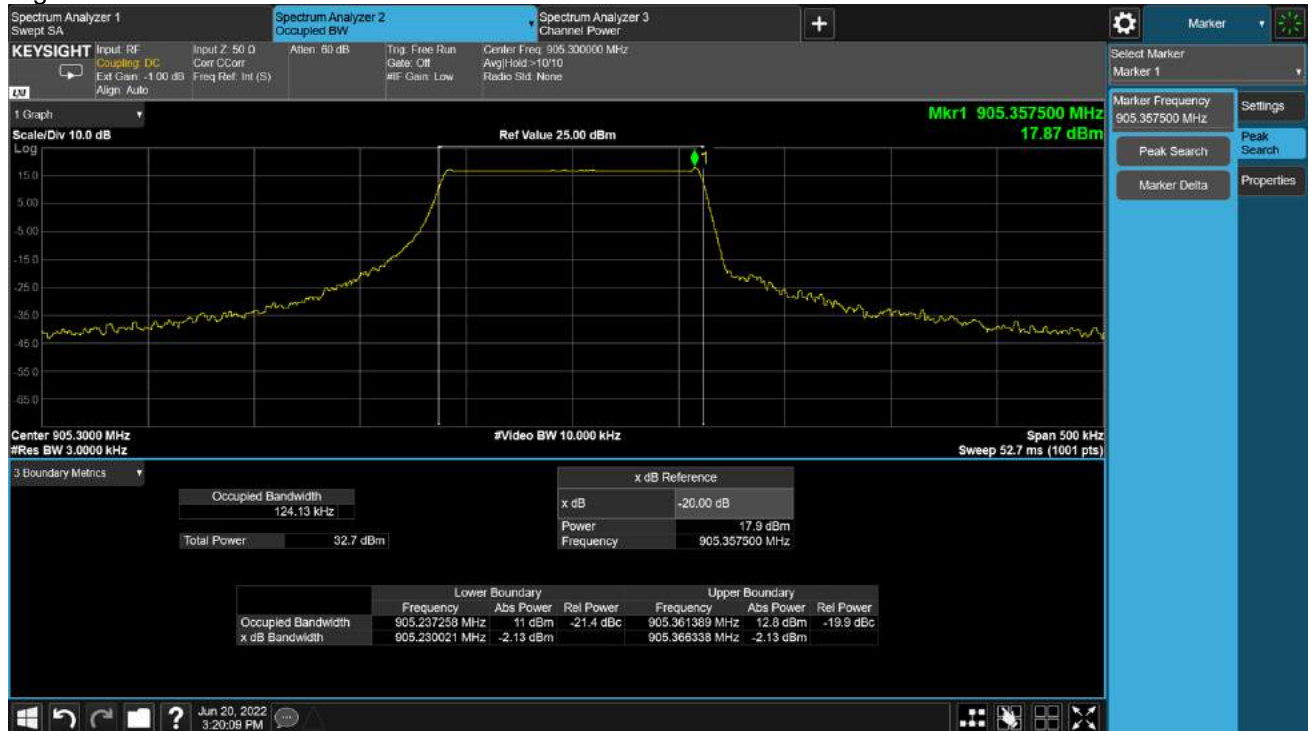 Spectrum Analyzer 1
Swept SA
Spectrum Analyzer 2
Occupied BW
Spectrum Analyzer 3
Channel Power
+
Marker
KEYSIGHT
Input: RF
Coupling: DC
Ext Gain: -1.00 dB
Align: Auto
Input Z: 50 Ω
Corr CCorr
Freq Ref: Int (S)
Atten: 60 dB
Trig: Free Run
Gate: Off
#IF Gain: Low
Center Freq: 905.300000 MHz
Avg|Hold:>10/10
Radio Std: None
LXI
Select Marker
Marker 1
Marker Frequency
905.357500 MHz
Peak Search
Marker Delta
Settings
Peak
Search
Properties
1 Graph
Scale/Div 10.0 dB
Log
Ref Value 25.00 dBm
Mkr1 905.357500 MHz
17.87 dBm
1
15.0
5.00
-5.00
-15.0
-25.0
-35.0
-45.0
-55.0
-65.0
Center 905.3000 MHz
#Res BW 3.0000 kHz
#Video BW 10.000 kHz
Span 500 kHz
Sweep 52.7 ms (1001 pts)
3 Boundary Metrics
Occupied Bandwidth
124.13 kHz
Total Power 32.7 dBm
x dB Reference
x dB -20.00 dB
Power 17.9 dBm
Frequency 905.357500 MHz
Lower Boundary Upper Boundary
Frequency Abs Power Rel Power Frequency Abs Power Rel Power
Occupied Bandwidth 905.237258 MHz 11 dBm -21.4 dBc 905.361389 MHz 12.8 dBm -19.9 dBc
x dB Bandwidth 905.230021 MHz -2.13 dBm 905.366338 MHz -2.13 dBm
?
Jun 20, 2022
3:20:09 PM